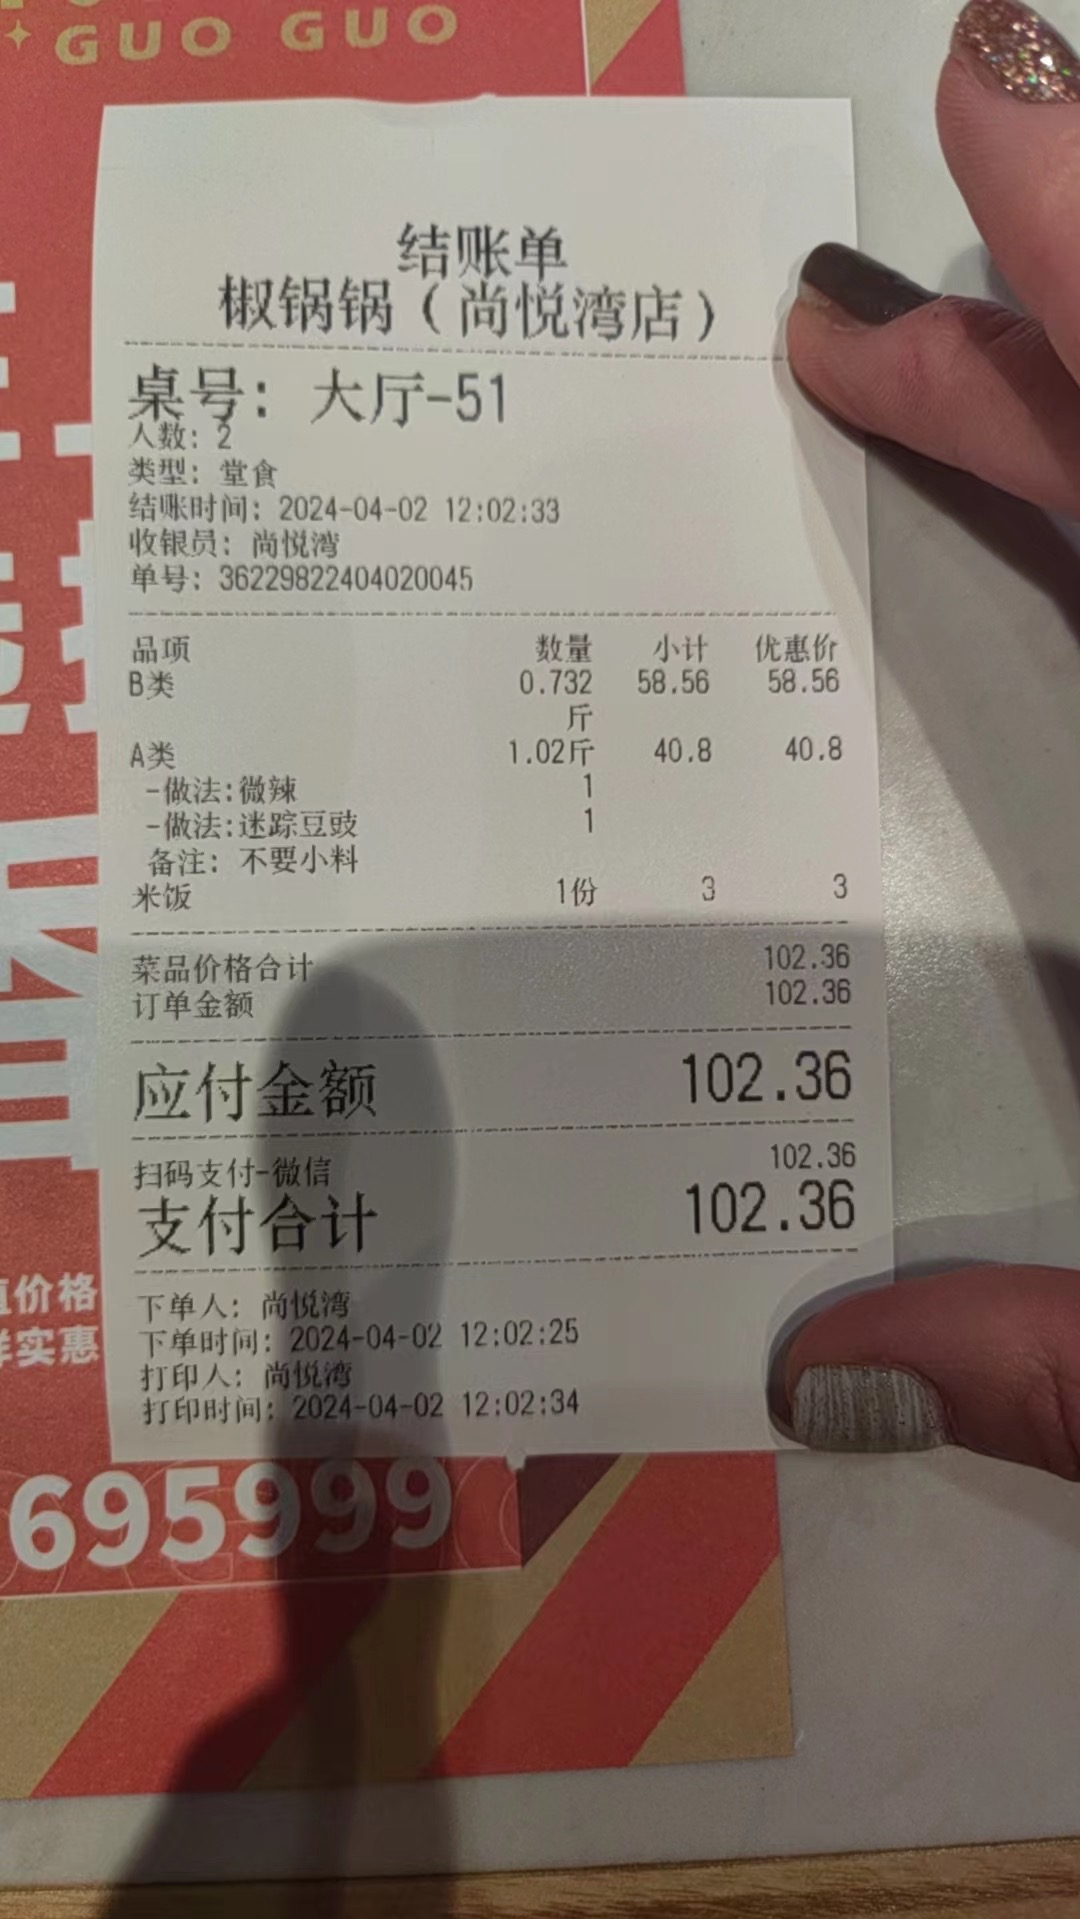 GUO GUO
结账单
椒锅锅（尚悦湾店）
桌号: 大厅-51
人数: 2
类型: 堂食
结账时间: 2024-04-02 12:02:33
收银员: 尚悦湾
单号: 36229822404020045
品项 数量 小计 优惠价
B类 0.732 58.56 58.56
斤
A类 1.02斤 40.8 40.8
-做法:微辣 1
-做法:迷踪豆豉 1
备注: 不要小料
米饭 1份 3 3
菜品价格合计 102.36
订单金额 102.36
应付金额 102.36
扫码支付-微信 102.36
支付合计 102.36
价格
实惠
下单人: 尚悦湾
下单时间: 2024-04-02 12:02:25
打印人: 尚悦湾
打印时间: 2024-04-02 12:02:34
695999